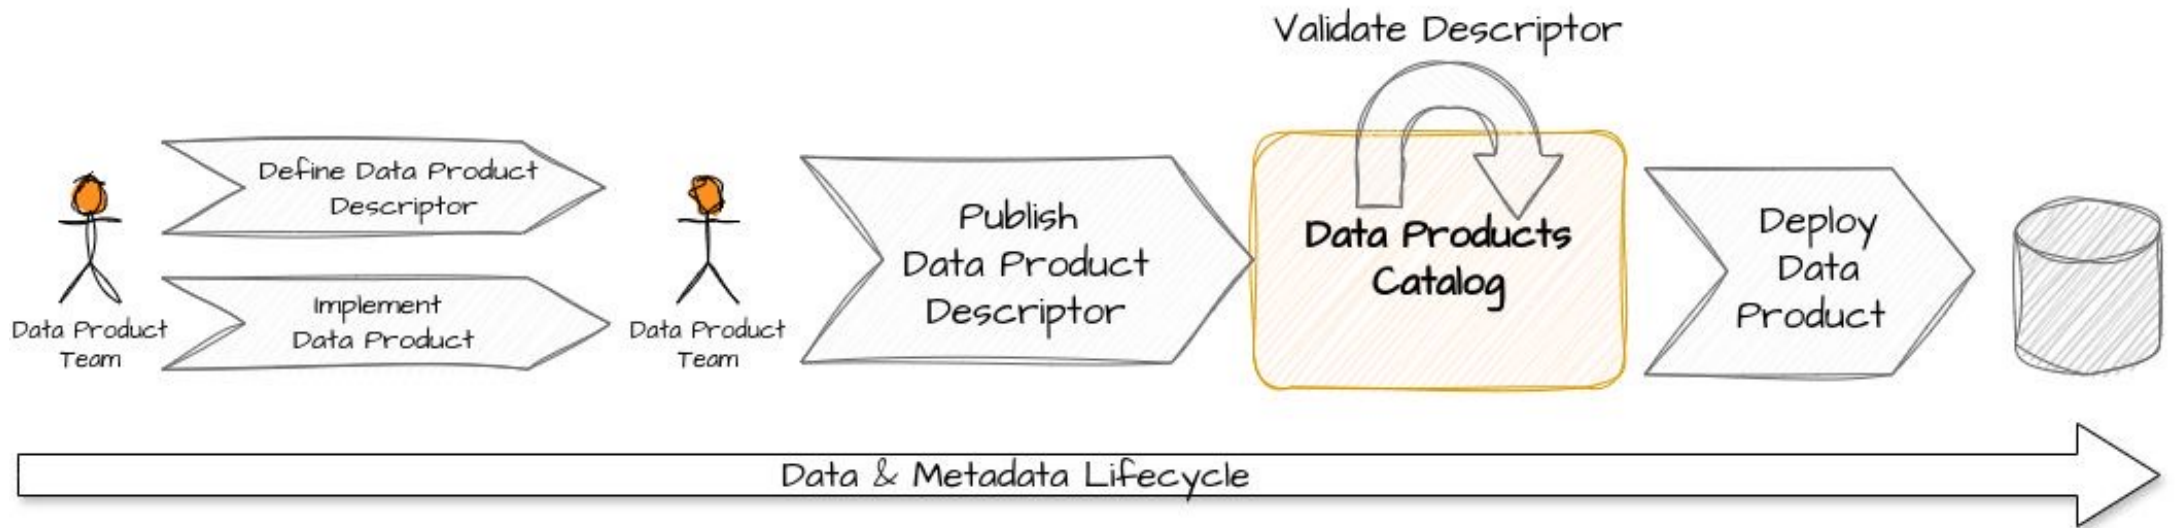 Validate Descriptor
Define Data Product
Descriptor
Implement
Data Product
Data Product
Team
Data Product
Team
Publish
Data Product
Descriptor
Data Products
Catalog
Deploy
Data
Product
Data & Metadata Lifecycle